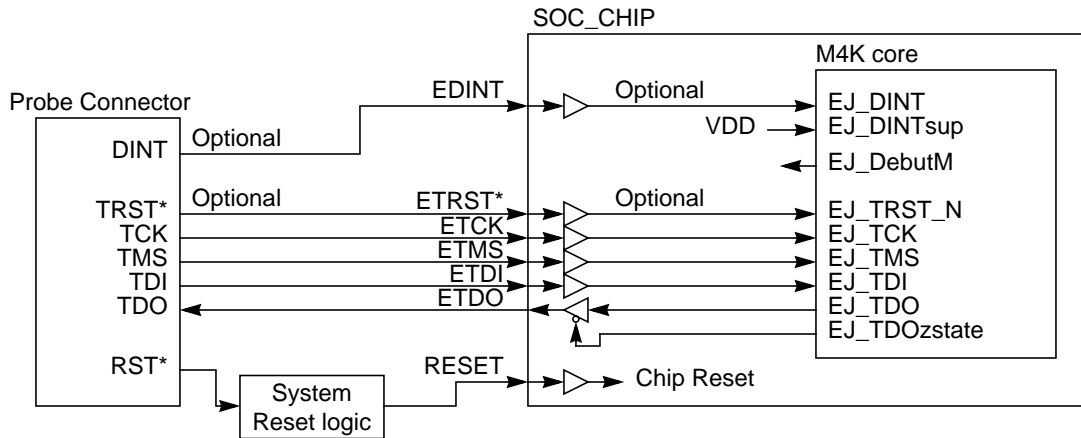 SOC_CHIP
M4K core
Probe Connector
EDINT
Optional
EJ_DINT
VDD
EJ_DINTsup
DINT
Optional
EJ_DebutM
TRST*
Optional
ETRST*
Optional
EJ_TRST_N
TCK
ETCK
EJ_TCK
TMS
ETMS
EJ_TMS
TDI
ETDI
EJ_TDI
TDO
ETDO
EJ_TDO
EJ_TDOzstate
RST*
RESET
Chip Reset
System
Reset logic